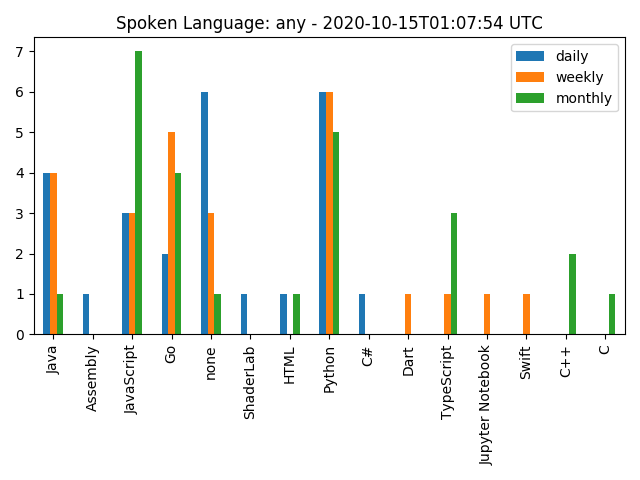 Spoken Language: any - 2020-10-15T01:07:54 UTC
daily
weekly
monthly
7
6
5
4
3
2
1
0
Java
Assembly
JavaScript
Go
none
ShaderLab
HTML
Python
C#
Dart
TypeScript
Jupyter Notebook
Swift
C++
C